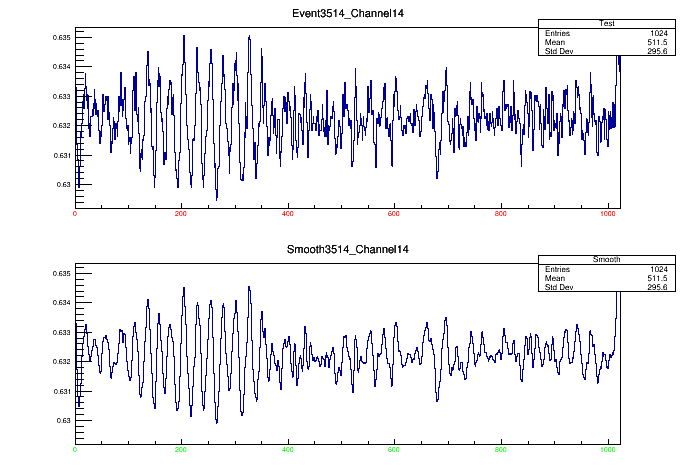 Event3514_Channel14
Test
Entries 1024
Mean 511.5
Std Dev 295.6
0.635
0.634
0.633
0.632
0.631
0.63
0 200 400 600 800 1000
Smooth3514_Channel14
Smooth
Entries 1024
Mean 511.5
Std Dev 295.6
0.635
0.634
0.633
0.632
0.631
0.63
0 200 400 600 800 1000